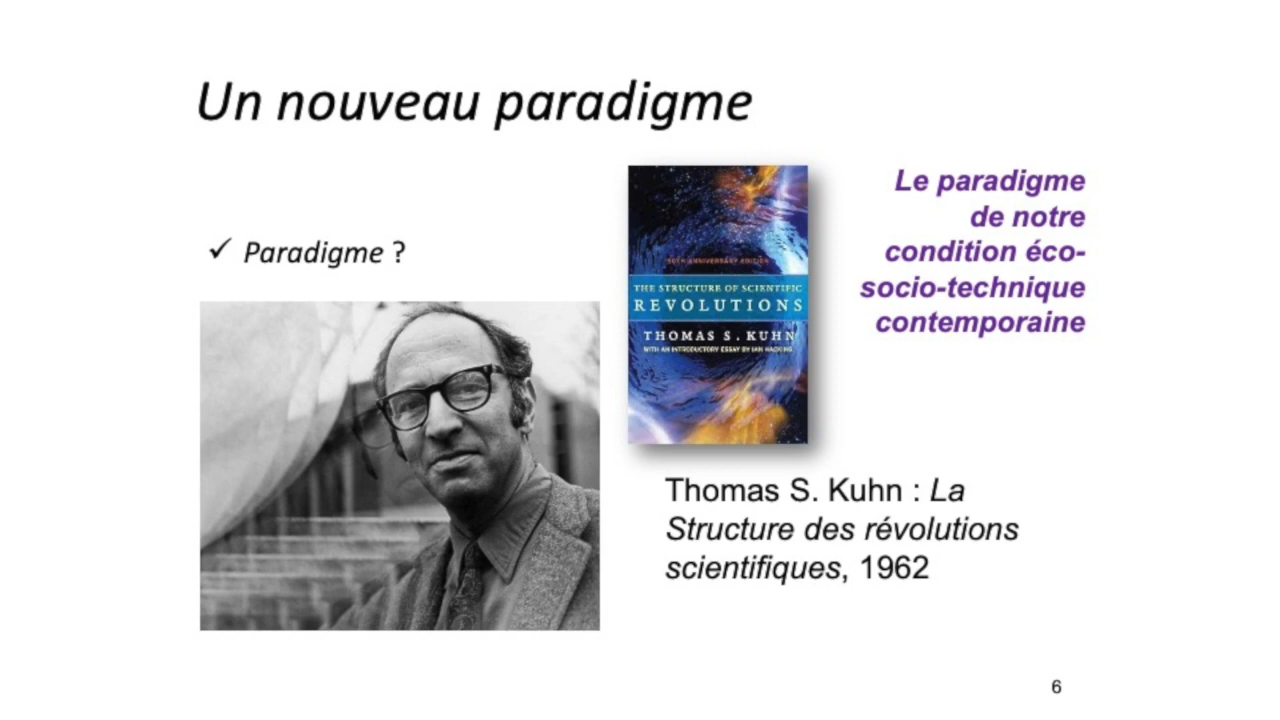 Un nouveau paradigme
✓ Paradigme ?
50TH ANNIVERSARY EDITION
THE STRUCTURE OF SCIENTIFIC
REVOLUTIONS
THOMAS S. KUHN
WITH AN INTRODUCTORY ESSAY BY IAN HACKING
Le paradigme
de notre
condition éco-
socio-technique
contemporaine
Thomas S. Kuhn : La
Structure des révolutions
scientifiques, 1962
6